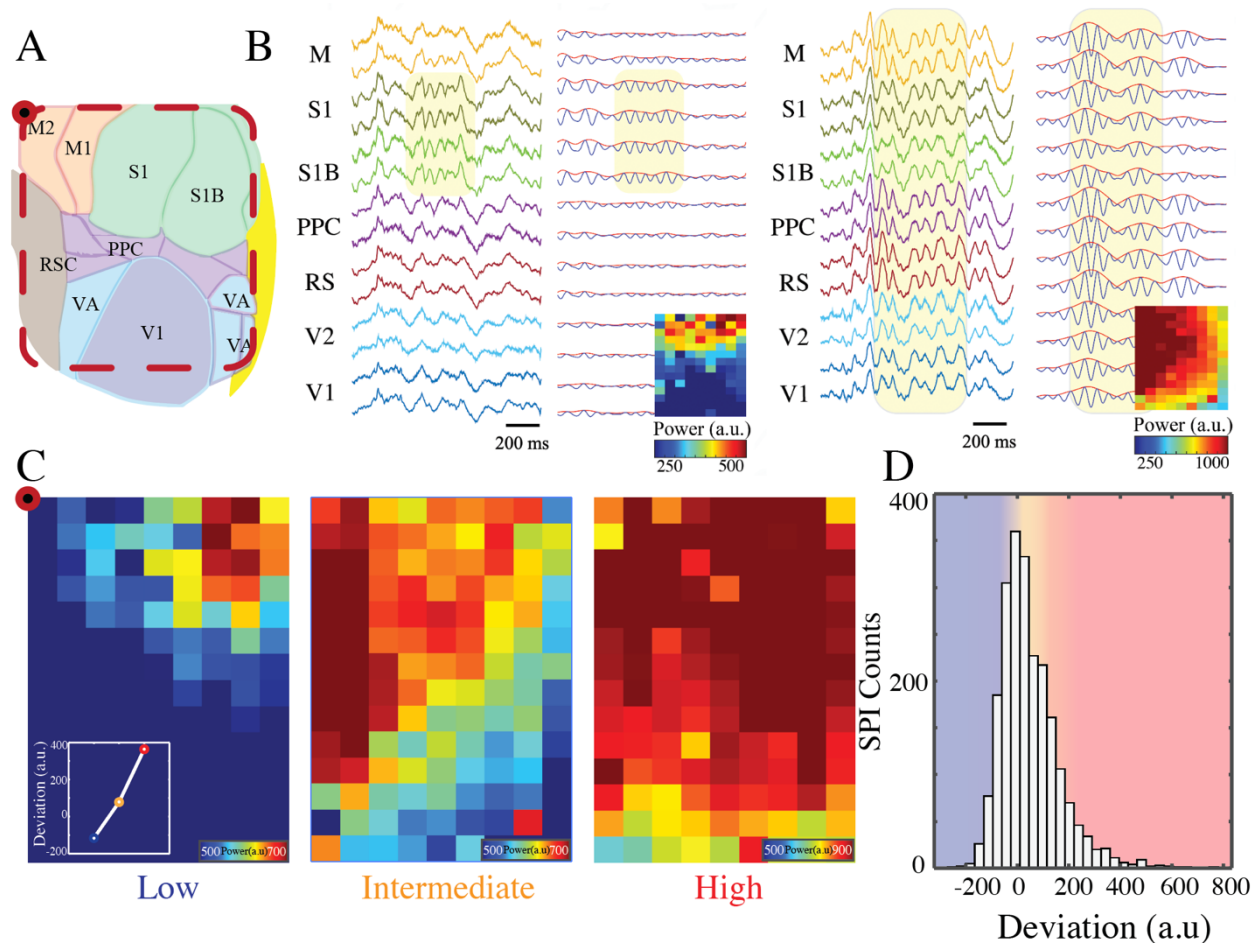 A
M2
M1
S1
S1B
PPC
RSC
VA
V1
VA
VA
B
M
S1
S1B
PPC
RS
V2
V1
200 ms
Power (a.u.)
250 500
M
S1
S1B
PPC
RS
V2
V1
200 ms
Power (a.u.)
250 1000
C
Deviation (a.u.)
400
200
0
-200
500 Power(a.u) 700
Low
500 Power(a.u) 700
Intermediate
500 Power(a.u) 900
High
D
SPI Counts
400
200
0
-200 0 200 400 600 800
Deviation (a.u)